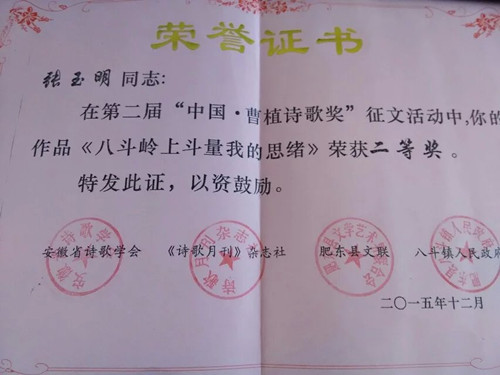 荣誉证书
张玉明同志:
在第二届“中国·曹植诗歌奖”征文活动中,你的
作品《八斗岭上斗量我的思绪》荣获二等奖。
特发此证，以资鼓励。
安徽省诗歌学会 《诗歌月刊》杂志社 肥东县文联 八斗镇人民政府
二〇一五年十二月